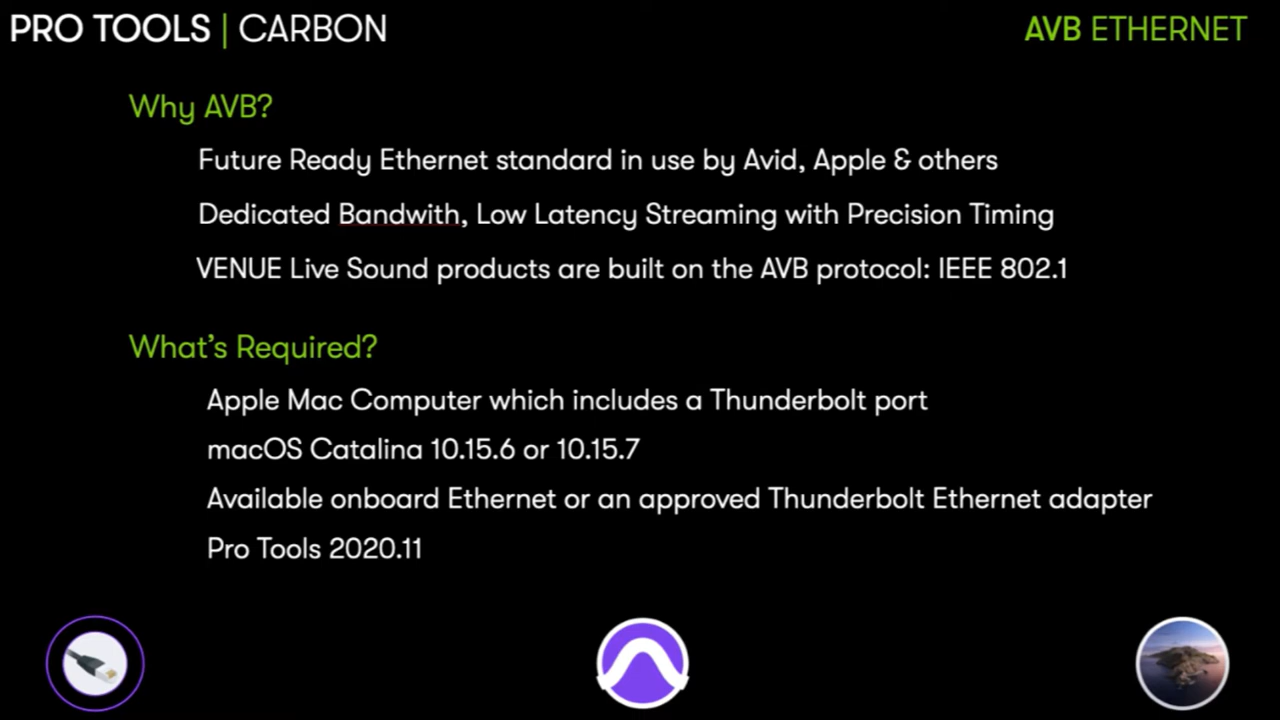 PRO TOOLS | CARBON
AVB ETHERNET
Why AVB?
Future Ready Ethernet standard in use by Avid, Apple & others
Dedicated Bandwith, Low Latency Streaming with Precision Timing
VENUE Live Sound products are built on the AVB protocol: IEEE 802.1
What's Required?
Apple Mac Computer which includes a Thunderbolt port
macOS Catalina 10.15.6 or 10.15.7
Available onboard Ethernet or an approved Thunderbolt Ethernet adapter
Pro Tools 2020.11